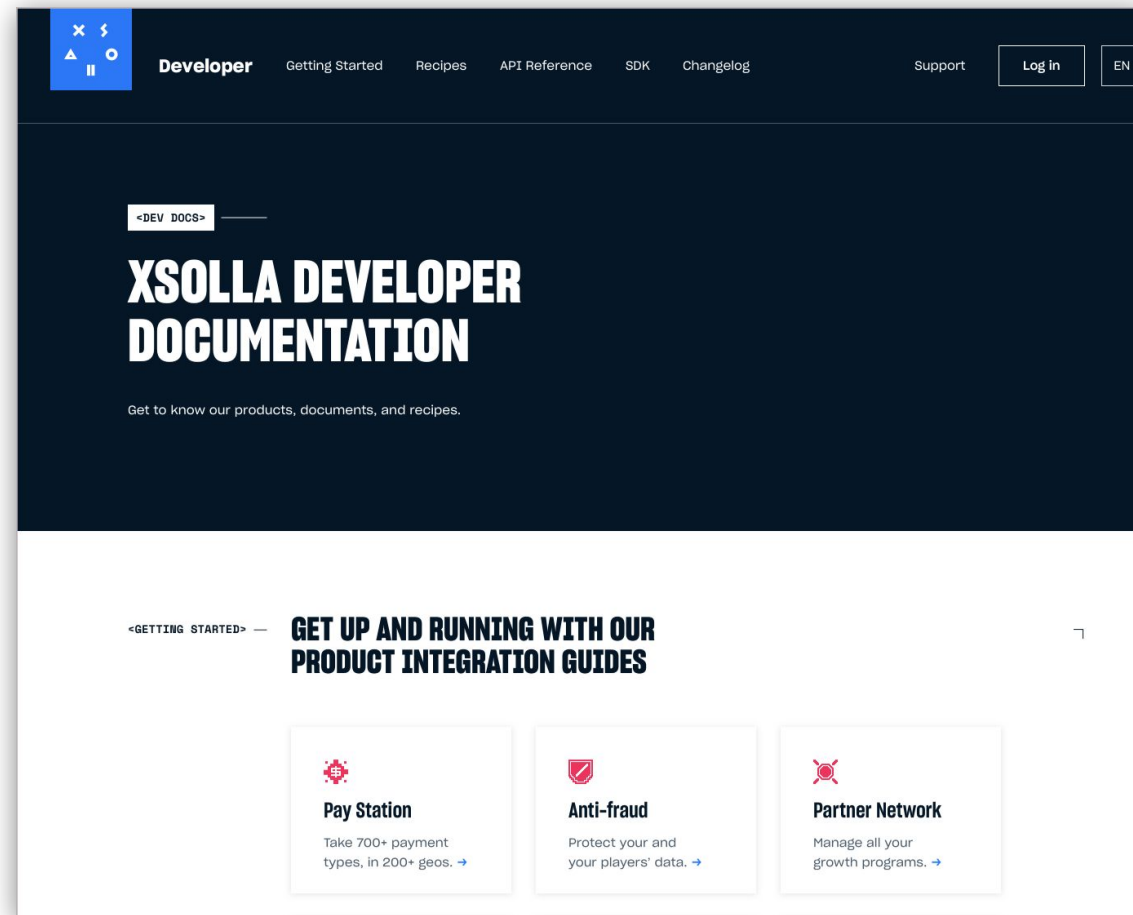 XSOLLA
Developer
Getting Started
Recipes
API Reference
SDK
Changelog
Support
Log in
EN
<DEV DOCS>
XSOLLA DEVELOPER
DOCUMENTATION
Get to know our products, documents, and recipes.
<GETTING STARTED>
GET UP AND RUNNING WITH OUR
PRODUCT INTEGRATION GUIDES
Pay Station
Take 700+ payment
types, in 200+ geos. →
Anti-fraud
Protect your and
your players' data. →
Partner Network
Manage all your
growth programs. →